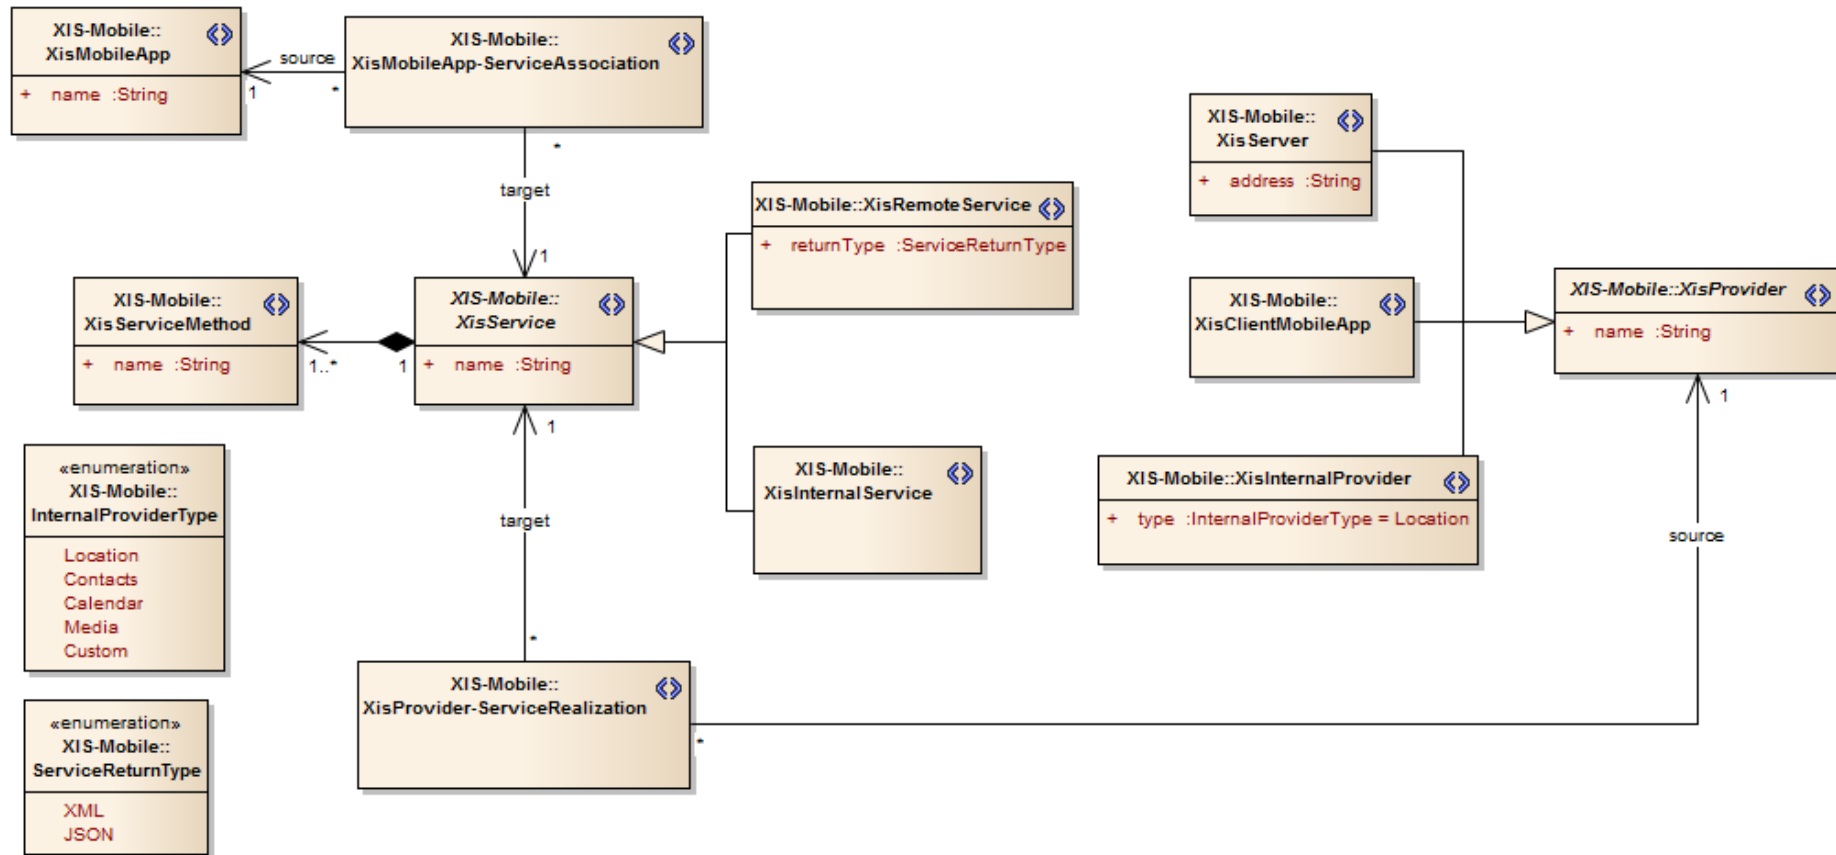 XIS-Mobile::
XisMobileApp
+ name :String
source
1
*
XIS-Mobile::
XisMobileApp-ServiceAssociation
*
target
1
XIS-Mobile::
XisServiceMethod
+ name :String
1..*
1
XIS-Mobile::
XisService
+ name :String
XIS-Mobile::XisRemoteService
+ returnType :ServiceReturnType
XIS-Mobile::
XisInternalService
1
target
*
XIS-Mobile::
XisProvider-ServiceRealization
*
XIS-Mobile::
XisServer
+ address :String
XIS-Mobile::
XisClientMobileApp
XIS-Mobile::XisInternalProvider
+ type :InternalProviderType = Location
XIS-Mobile::XisProvider
+ name :String
1
source
«enumeration»
XIS-Mobile::
InternalProviderType
Location
Contacts
Calendar
Media
Custom
«enumeration»
XIS-Mobile::
ServiceReturnType
XML
JSON